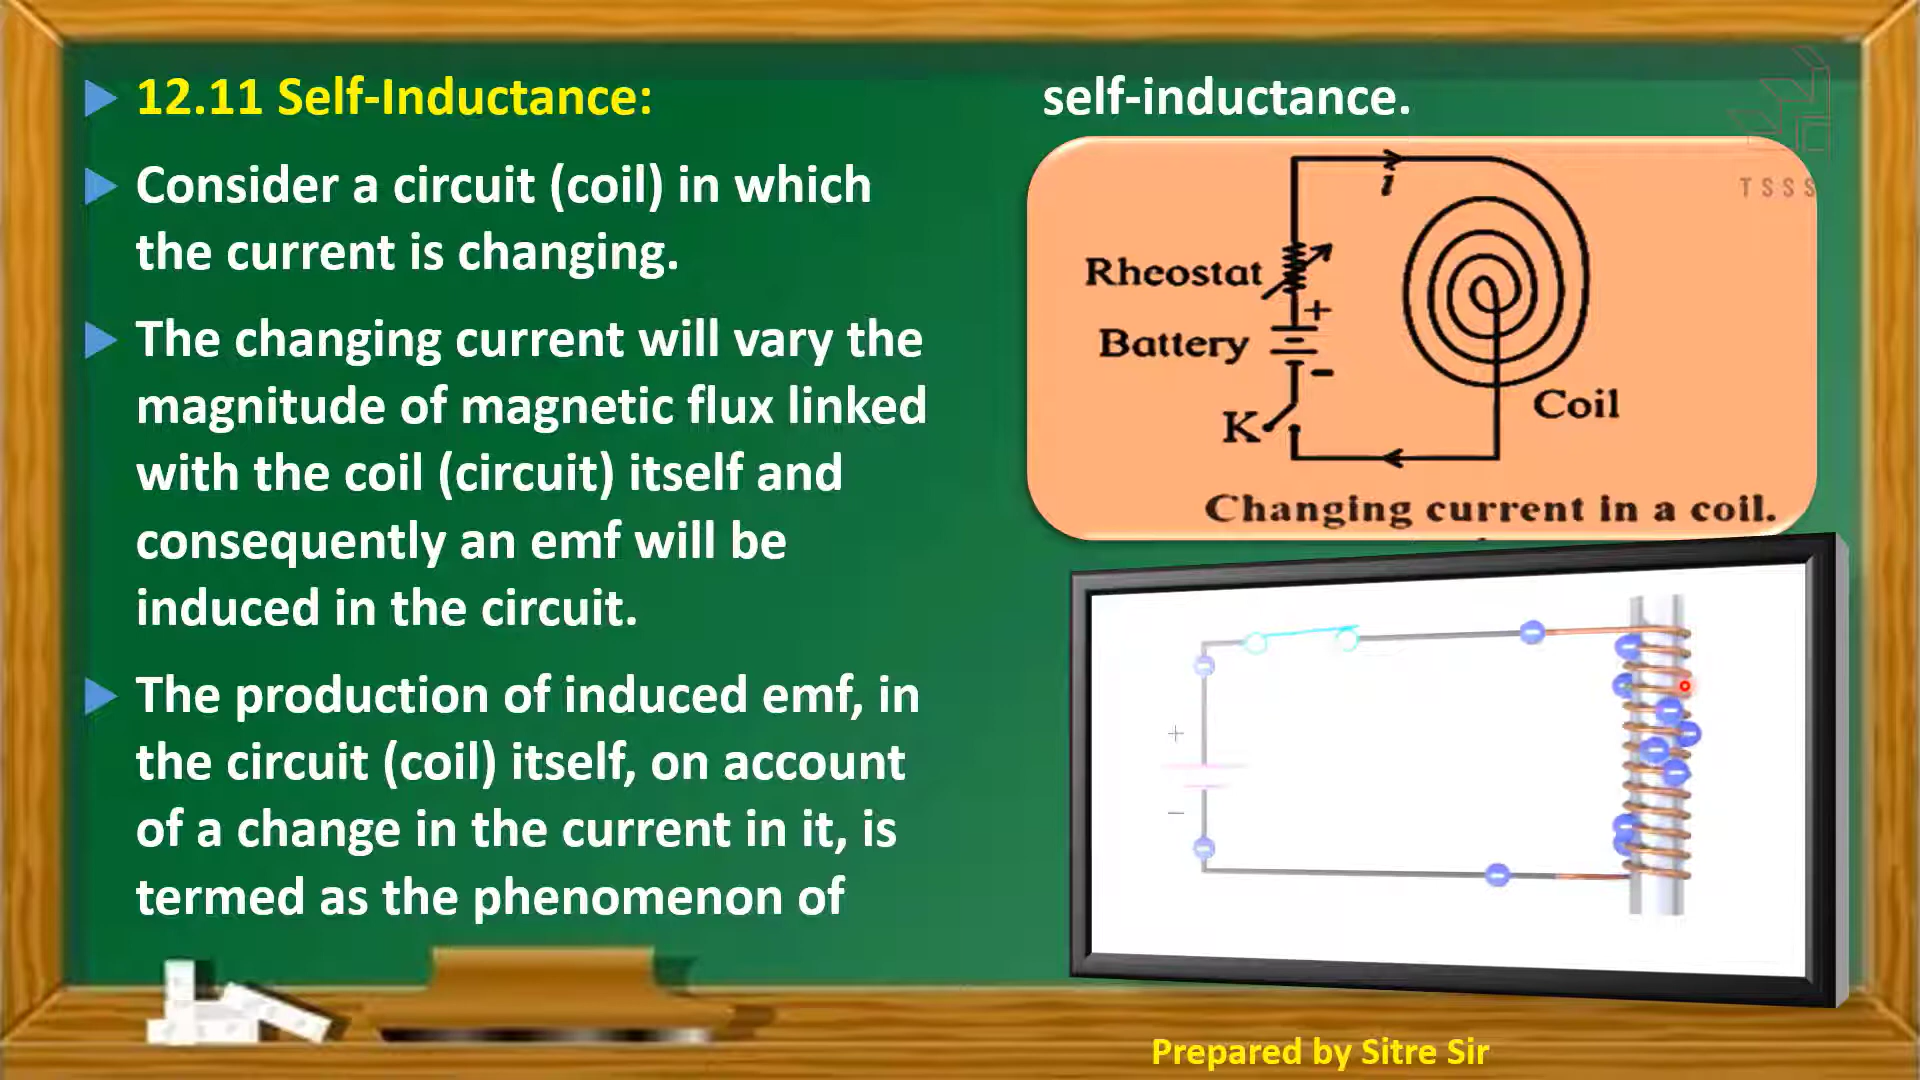 12.11 Self-Inductance:
Consider a circuit (coil) in which
the current is changing.
The changing current will vary the
magnitude of magnetic flux linked
with the coil (circuit) itself and
consequently an emf will be
induced in the circuit.
The production of induced emf, in
the circuit (coil) itself, on account
of a change in the current in it, is
termed as the phenomenon of
self-inductance.
TSSS
i
Rheostat
+
Battery
-
K
Coil
Changing current in a coil.
+
−
Prepared by Sitre Sir